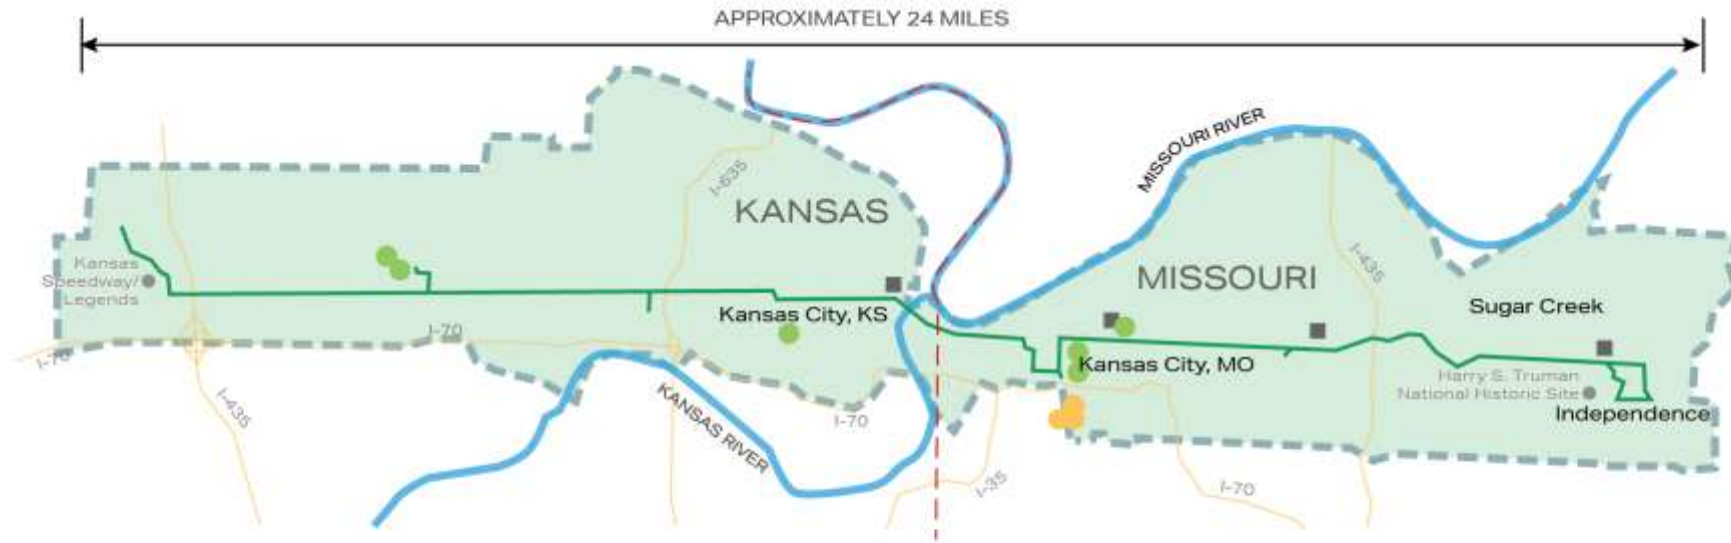 APPROXIMATELY 24 MILES
MISSOURI RIVER
I-635
KANSAS
Kansas
Speedway/
Legends
I-435
MISSOURI
Sugar Creek
Kansas City, KS
I-70
I-70
Kansas City, MO
Harry S. Truman
National Historic Site
Independence
KANSAS RIVER
I-435
I-70
I-35
I-70